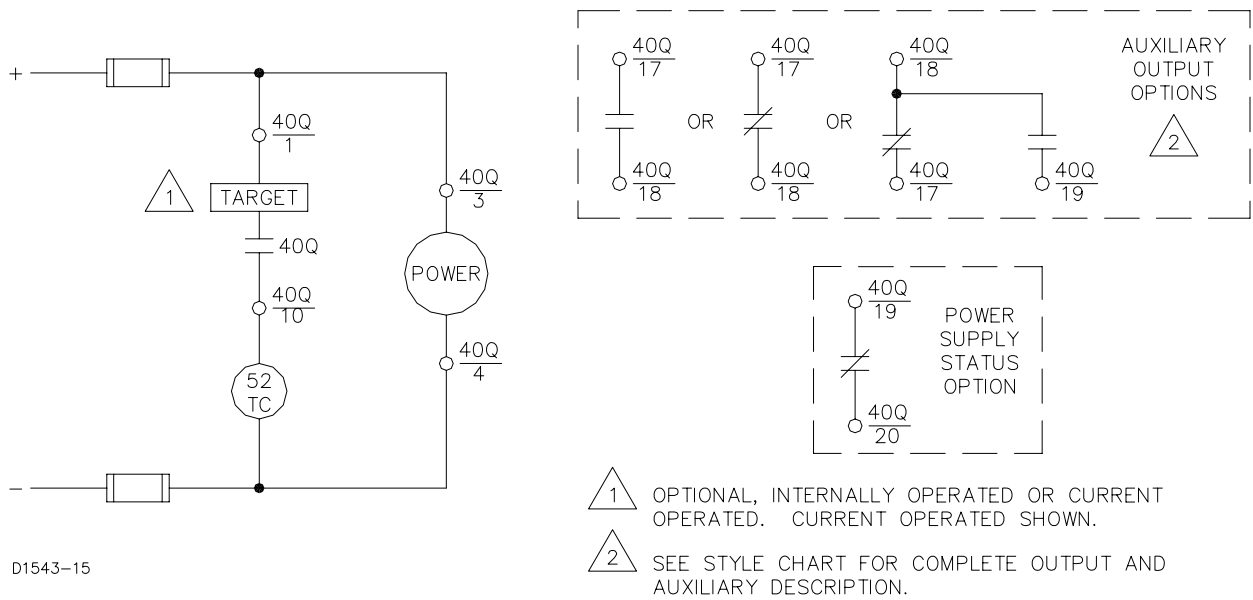 +
40Q
1
1
TARGET
40Q
40Q
10
52
TC
40Q
3
POWER
40Q
4
-
D1543-15
40Q
17
40Q
18
OR
40Q
17
40Q
18
OR
40Q
18
40Q
17
40Q
19
AUXILIARY
OUTPUT
OPTIONS
2
40Q
19
40Q
20
POWER
SUPPLY
STATUS
OPTION
1 OPTIONAL, INTERNALLY OPERATED OR CURRENT
OPERATED. CURRENT OPERATED SHOWN.
2 SEE STYLE CHART FOR COMPLETE OUTPUT AND
AUXILIARY DESCRIPTION.